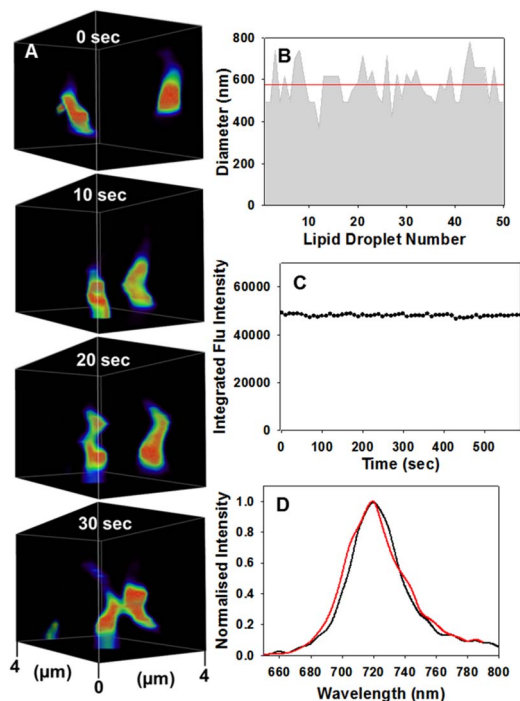 A
0 sec
10 sec
20 sec
30 sec
4
(µm)
0
(µm)
4
B
Diameter (nm)
800
600
400
200
0
10
20
30
40
50
Lipid Droplet Number
C
Integrated Flu Intensity
60000
40000
20000
0
0
100
200
300
400
500
Time (sec)
D
Normalised Intensity
1.0
0.8
0.6
0.4
0.2
0.0
660
680
700
720
740
760
780
800
Wavelength (nm)